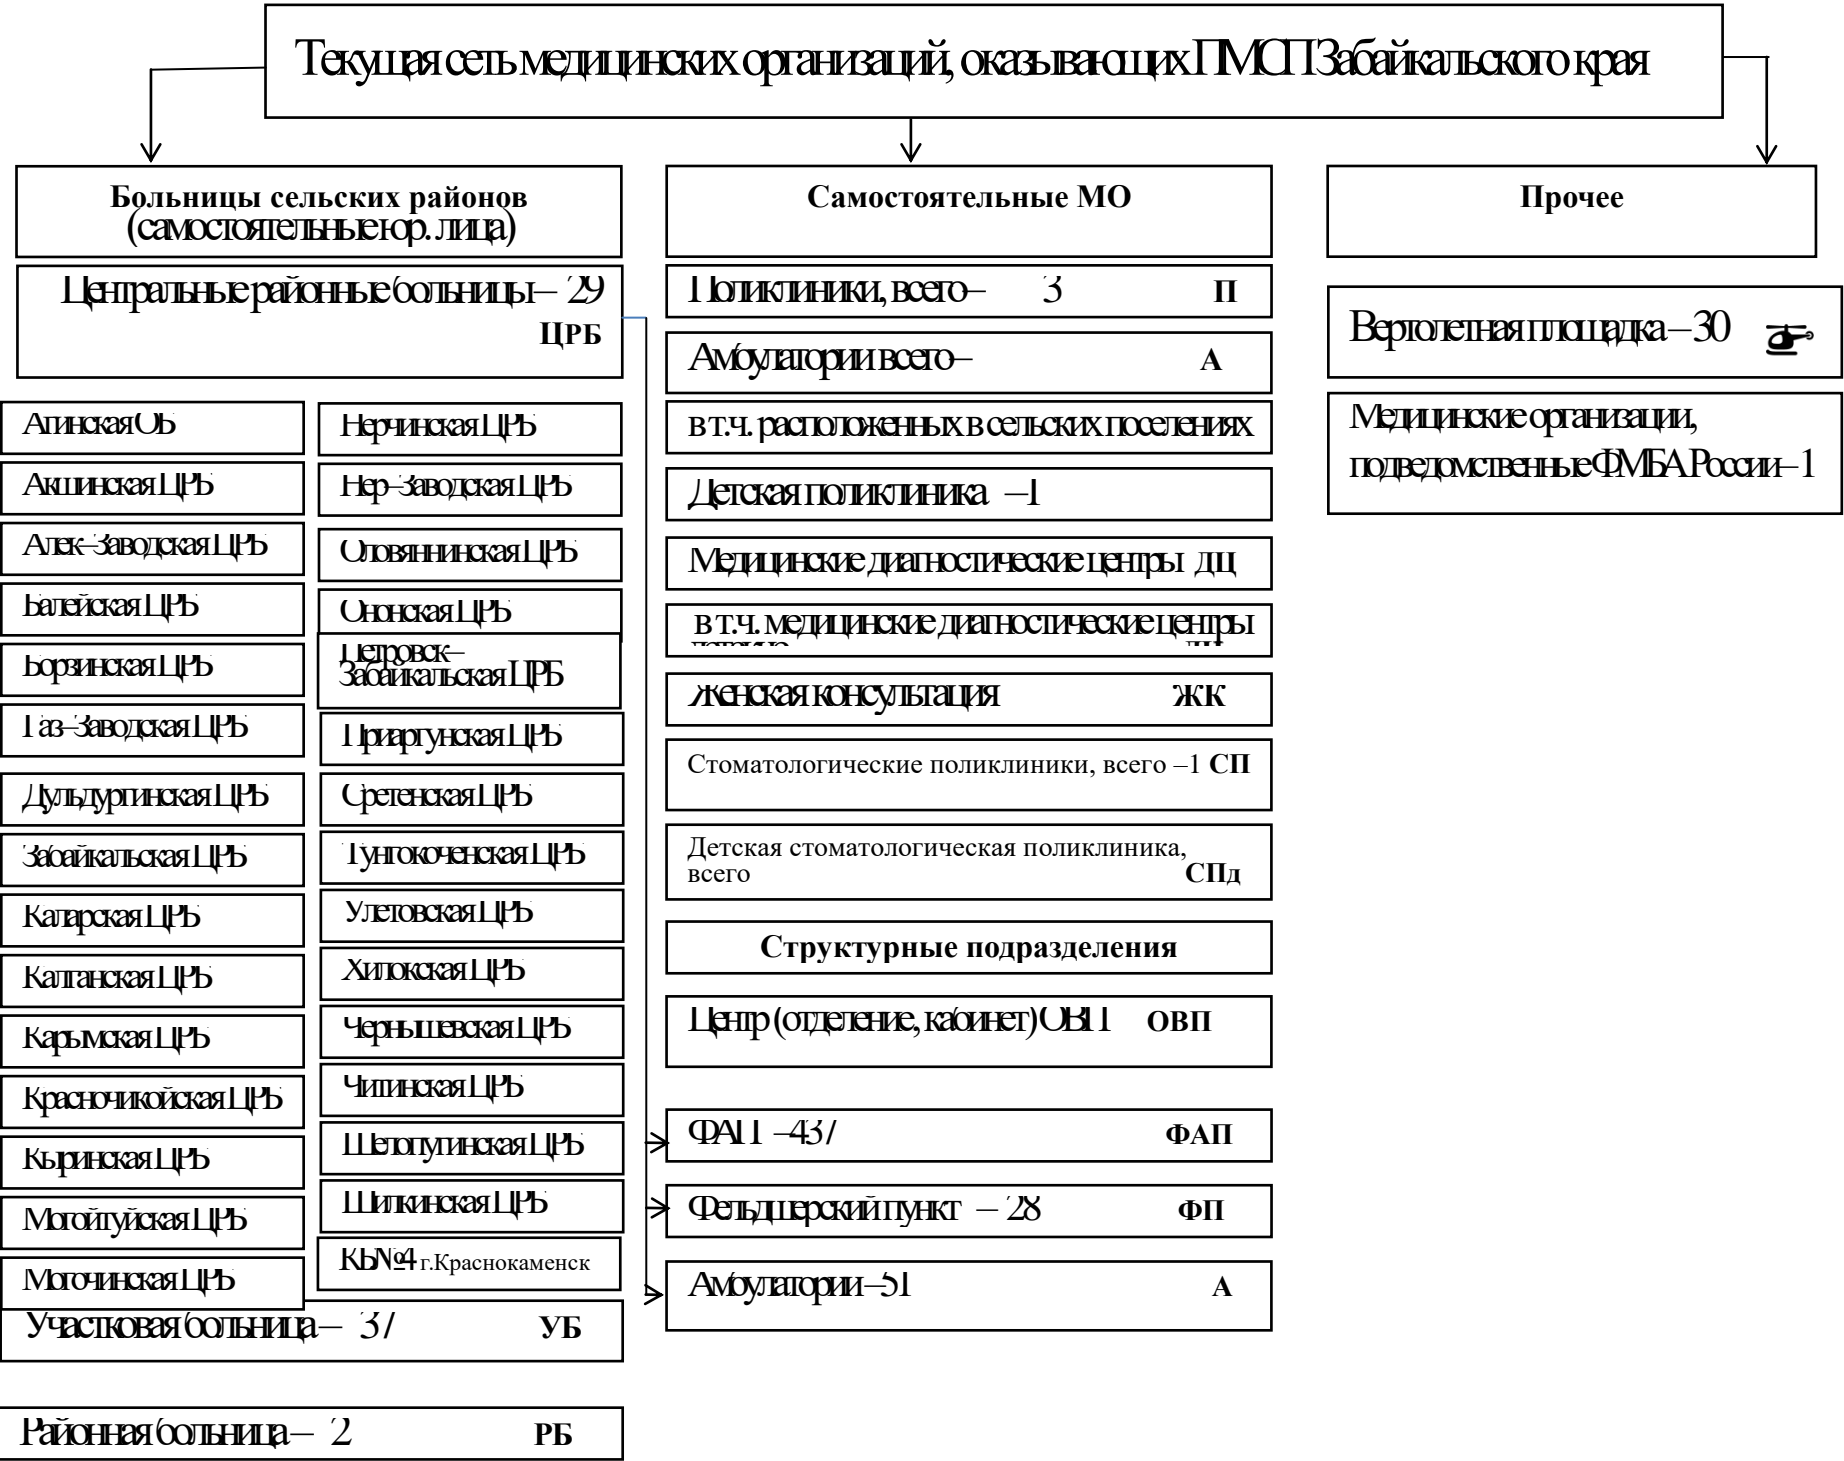 Текущая сеть медицинских организаций, оказывающих ПМСП Забайкальского края
Больницы сельских районов
(самостоятельные юр. лица)
Центральные районные больницы – 29
ЦРБ
Агинская ОБ
Акшинская ЦРБ
Алек-Заводская ЦРБ
Балейская ЦРБ
Борзинская ЦРБ
Газ-Заводская ЦРБ
Дульдургинская ЦРБ
Забайкальская ЦРБ
Каларская ЦРБ
Калганская ЦРБ
Карымская ЦРБ
Красночикойская ЦРБ
Кыринская ЦРБ
Могойтуйская ЦРБ
Могочинская ЦРБ
Нерчинская ЦРБ
Нер-Заводская ЦРБ
Оловяннинская ЦРБ
Ононская ЦРБ
Петровск-
Забайкальская ЦРБ
Приаргунская ЦРБ
Сретенская ЦРБ
Тунгокоченская ЦРБ
Улетовская ЦРБ
Хилокская ЦРБ
Чернышевская ЦРБ
Читинская ЦРБ
Шелопугинская ЦРБ
Шилкинская ЦРБ
КБ№4 г.Краснокаменск
Участковая больница – 37 УБ
Районная больница – 2 РБ
Самостоятельные МО
Поликлиники, всего– 3 П
Амбулатории всего– А
в т.ч. расположенных в сельских поселениях
Детская поликлиника –1
Медицинские диагностические центры ДЦ
в т.ч. медицинские диагностические центры
Женская консультация ЖК
Стоматологические поликлиники, всего –1 СП
Детская стоматологическая поликлиника,
всего СПд
Структурные подразделения
Центр (отделение, кабинет) ОВП ОВП
ФАП –437 ФАП
Фельдшерский пункт – 28 ФП
Амбулатории –51 А
Прочее
Вертолетная площадка – 30
Медицинские организации,
подведомственные ФМБА России – 1